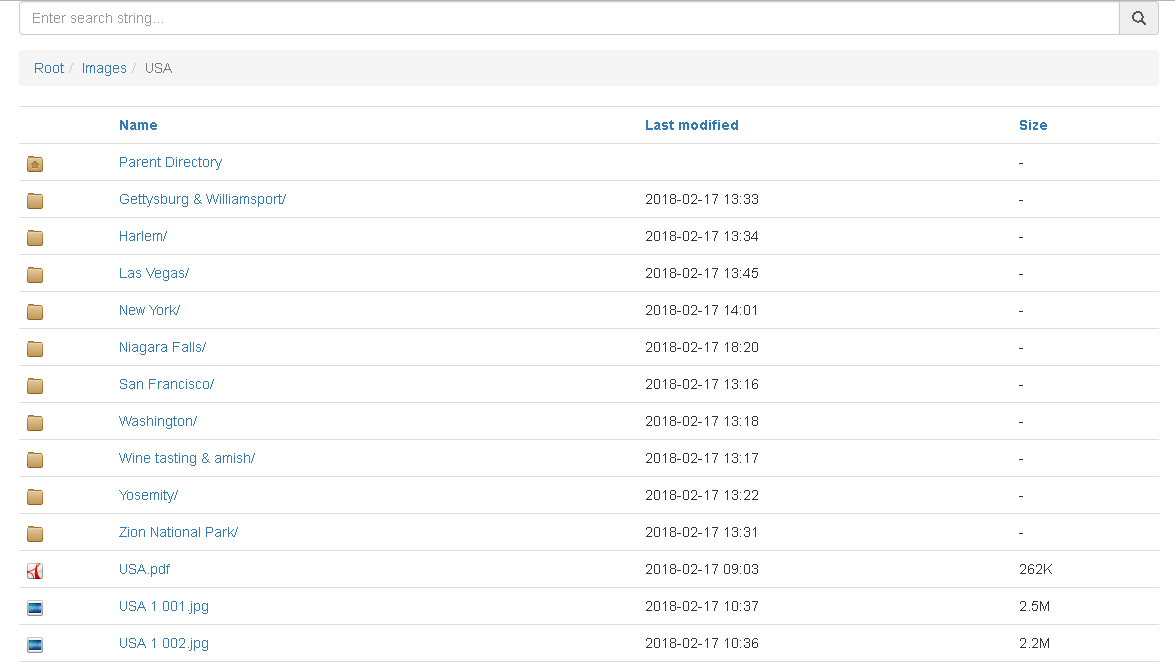 Enter search string...
Root / Images / USA
Name Last modified Size
Parent Directory -
Gettysburg & Williamsport/ 2018-02-17 13:33 -
Harlem/ 2018-02-17 13:34 -
Las Vegas/ 2018-02-17 13:45 -
New York/ 2018-02-17 14:01 -
Niagara Falls/ 2018-02-17 18:20 -
San Francisco/ 2018-02-17 13:16 -
Washington/ 2018-02-17 13:18 -
Wine tasting & amish/ 2018-02-17 13:17 -
Yosemity/ 2018-02-17 13:22 -
Zion National Park/ 2018-02-17 13:31 -
USA.pdf 2018-02-17 09:03 262K
USA 1 001.jpg 2018-02-17 10:37 2.5M
USA 1 002.jpg 2018-02-17 10:36 2.2M